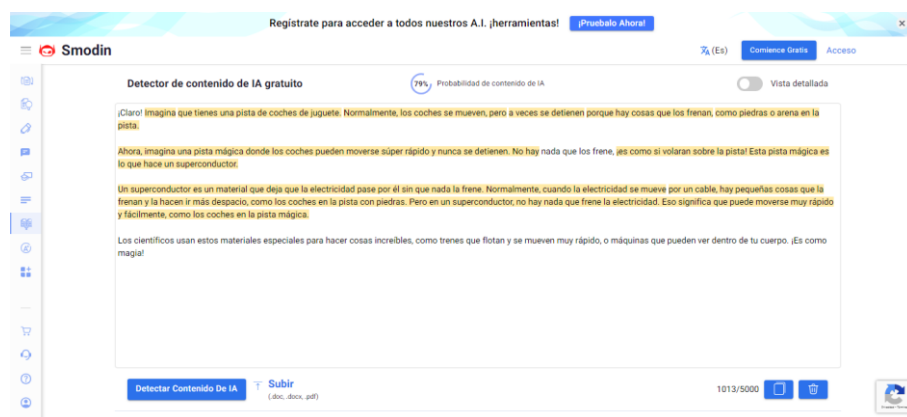 Regístrate para acceder a todos nuestros A.I. ¡herramientas!
¡Pruebalo Ahora!
×
Smodin
(Es)
Comience Gratis
Acceso
Detector de contenido de IA gratuito
79%
Probabilidad de contenido de IA
Vista detallada
¡Claro! Imagina que tienes una pista de coches de juguete. Normalmente, los coches se mueven, pero a veces se detienen porque hay cosas que los frenan, como piedras o arena en la
pista.
Ahora, imagina una pista mágica donde los coches pueden moverse súper rápido y nunca se detienen. No hay nada que los frene, ¡es como si volaran sobre la pista! Esta pista mágica es
lo que hace un superconductor.
Un superconductor es un material que deja que la electricidad pase por él sin que nada la frene. Normalmente, cuando la electricidad se mueve por un cable, hay pequeñas cosas que la
frenan y la hacen ir más despacio, como los coches en la pista con piedras. Pero en un superconductor, no hay nada que frene la electricidad. Eso significa que puede moverse muy rápido
y fácilmente, como los coches en la pista mágica.
Los científicos usan estos materiales especiales para hacer cosas increíbles, como trenes que flotan y se mueven muy rápido, o máquinas que pueden ver dentro de tu cuerpo. ¡Es como
magia!
Detectar Contenido De IA
Subir
(.doc, .docx, .pdf)
1013/5000